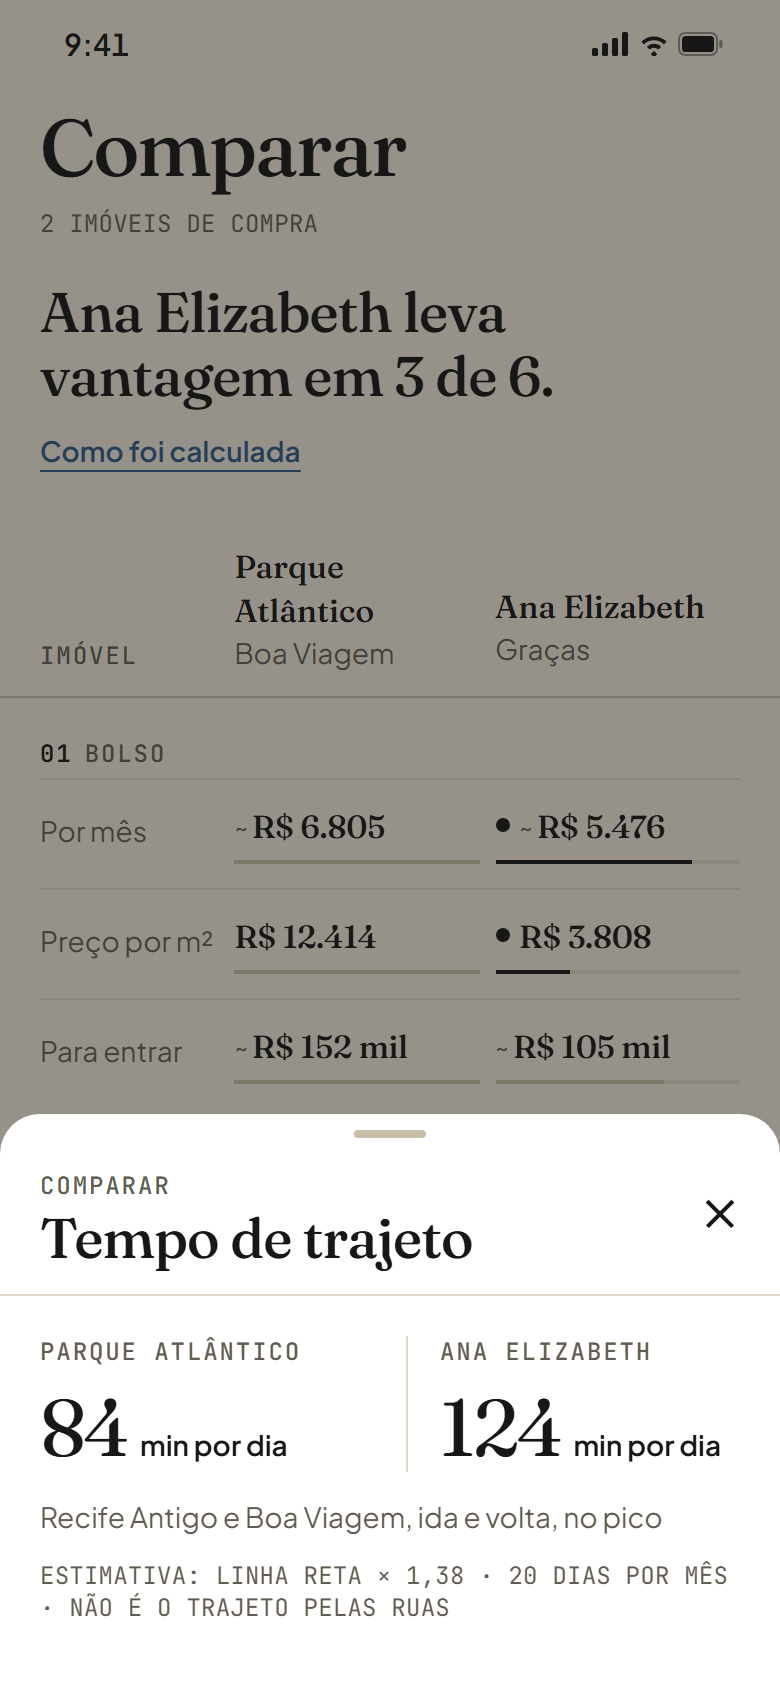 9:41
Comparar
2 IMÓVEIS DE COMPRA
Ana Elizabeth leva
vantagem em 3 de 6.
Como foi calculada
IMÓVEL
Parque
Atlântico
Boa Viagem
Ana Elizabeth
Graças
01 BOLSO
Por mês ~ R$ 6.805 ~ R$ 5.476
Preço por m² R$ 12.414 R$ 3.808
Para entrar ~ R$ 152 mil ~ R$ 105 mil
COMPARAR
Tempo de trajeto
PARQUE ATLÂNTICO
84 min por dia
ANA ELIZABETH
124 min por dia
Recife Antigo e Boa Viagem, ida e volta, no pico
ESTIMATIVA: LINHA RETA × 1,38 · 20 DIAS POR MÊS
· NÃO É O TRAJETO PELAS RUAS